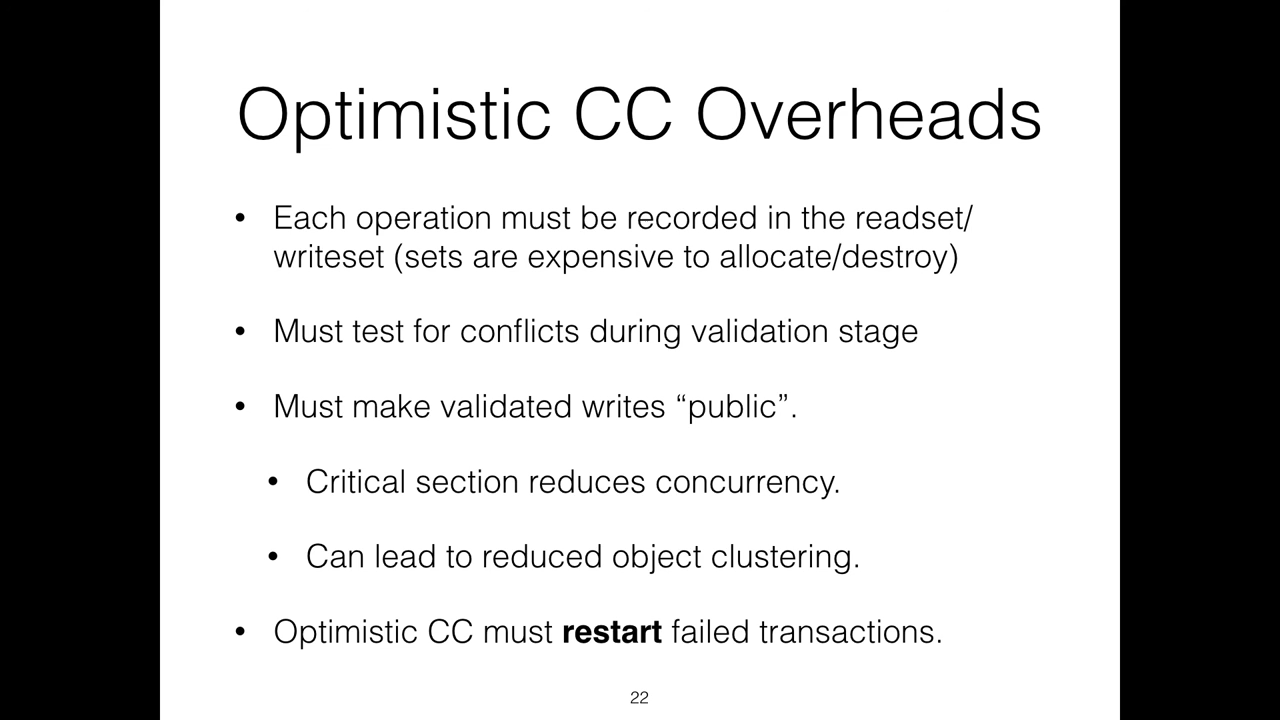 Optimistic CC Overheads
• Each operation must be recorded in the readset/
writeset (sets are expensive to allocate/destroy)
• Must test for conflicts during validation stage
• Must make validated writes “public”.
• Critical section reduces concurrency.
• Can lead to reduced object clustering.
• Optimistic CC must restart failed transactions.
22